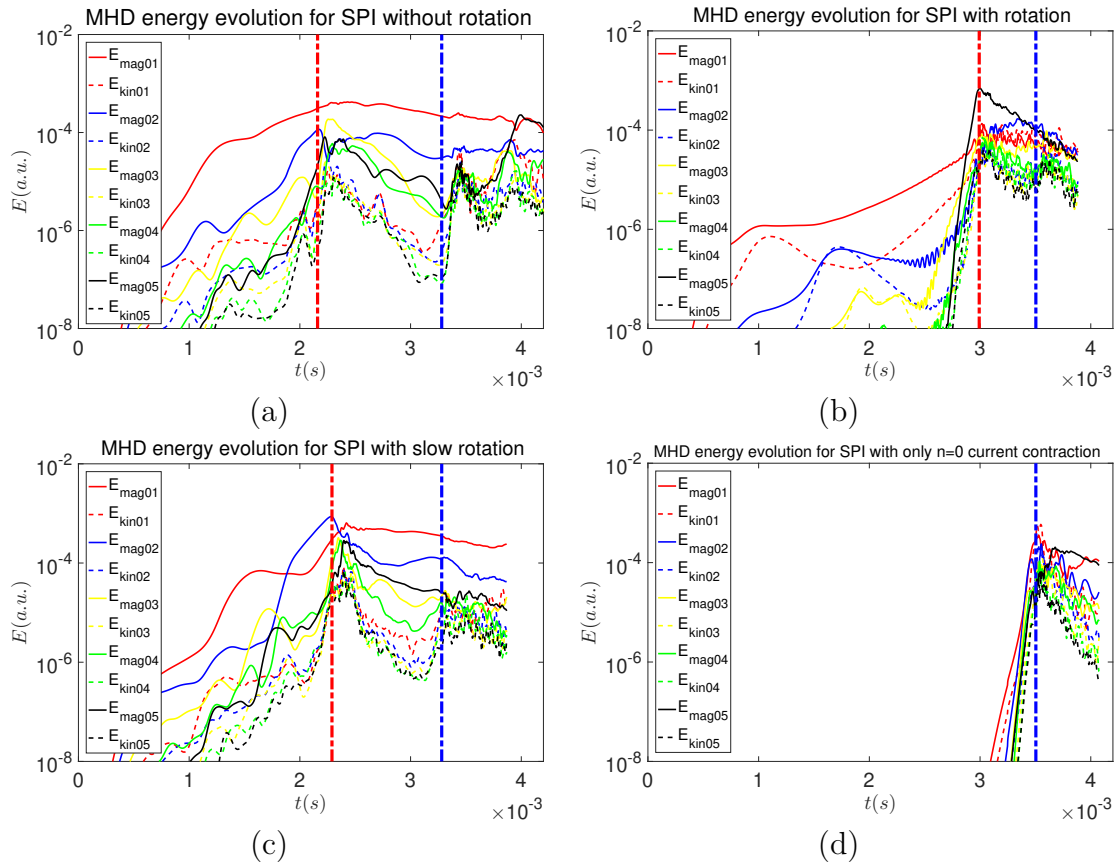 MHD energy evolution for SPI without rotation
10^-2
10^-4
10^-6
10^-8
E(a.u.)
E_mag01
E_kin01
E_mag02
E_kin02
E_mag03
E_kin03
E_mag04
E_kin04
E_mag05
E_kin05
0 1 2 3 4
t(s)
×10^-3
(a)
MHD energy evolution for SPI with rotation
10^-2
10^-4
10^-6
10^-8
E(a.u.)
E_mag01
E_kin01
E_mag02
E_kin02
E_mag03
E_kin03
E_mag04
E_kin04
E_mag05
E_kin05
0 1 2 3 4
t(s)
×10^-3
(b)
MHD energy evolution for SPI with slow rotation
10^-2
10^-4
10^-6
10^-8
E(a.u.)
E_mag01
E_kin01
E_mag02
E_kin02
E_mag03
E_kin03
E_mag04
E_kin04
E_mag05
E_kin05
0 1 2 3 4
t(s)
×10^-3
(c)
MHD energy evolution for SPI with only n=0 current contraction
10^-2
10^-4
10^-6
10^-8
E(a.u.)
E_mag01
E_kin01
E_mag02
E_kin02
E_mag03
E_kin03
E_mag04
E_kin04
E_mag05
E_kin05
0 1 2 3 4
t(s)
×10^-3
(d)